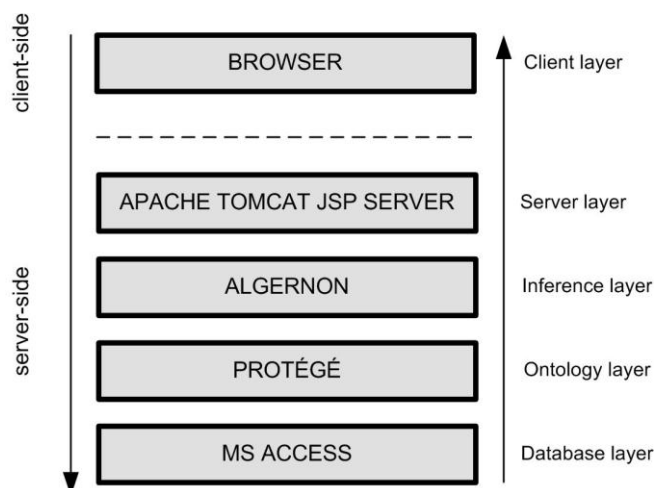 client-side
BROWSER
Client layer
APACHE TOMCAT JSP SERVER
Server layer
server-side
ALGERNON
Inference layer
PROTÉGÉ
Ontology layer
MS ACCESS
Database layer